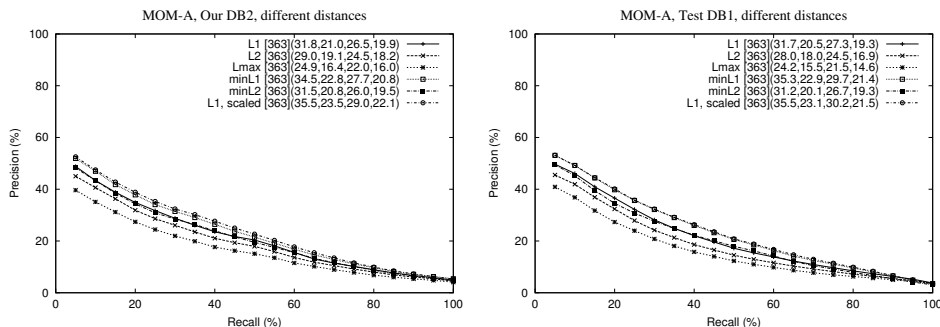 MOM-A, Our DB2, different distances
100
80
60
40
20
0
Precision (%)
L1 [363](31.8,21.0,26.5,19.9)
L2 [363](29.0,19.1,24.5,18.2)
Lmax [363](24.9,16.4,22.0,16.0)
minL1 [363](34.5,22.8,27.7,20.8)
minL2 [363](31.5,20.8,26.0,19.5)
L1, scaled [363](35.5,23.5,29.0,22.1)
0 20 40 60 80 100
Recall (%)
MOM-A, Test DB1, different distances
100
80
60
40
20
0
Precision (%)
L1 [363](31.7,20.5,27.3,19.3)
L2 [363](28.0,18.0,24.5,16.9)
Lmax [363](24.2,15.5,21.5,14.6)
minL1 [363](35.3,22.9,29.7,21.4)
minL2 [363](31.2,20.1,26.7,19.3)
L1, scaled [363](35.5,23.1,30.2,21.5)
0 20 40 60 80 100
Recall (%)